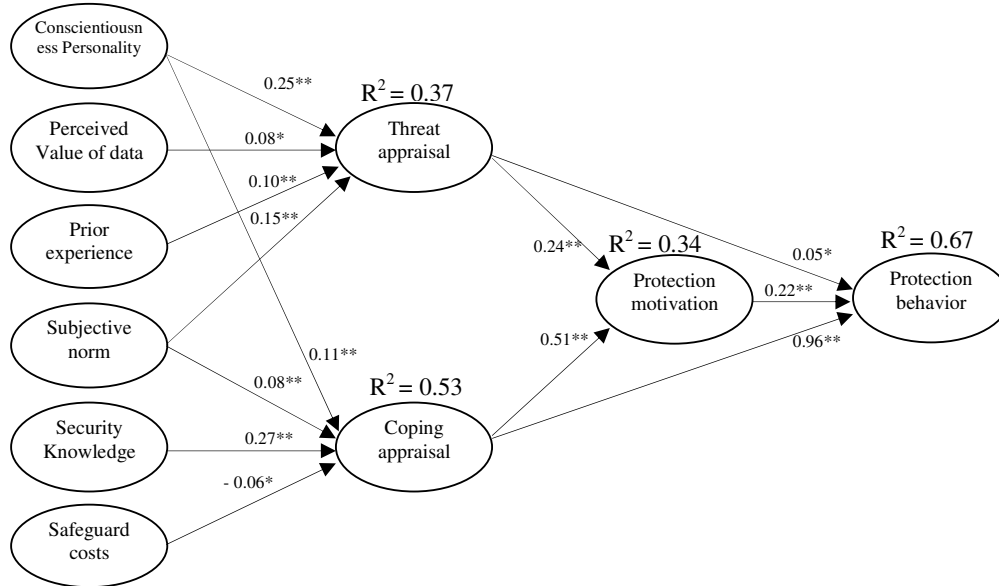 Conscientiousn
ess Personality
0.25**
R² = 0.37
Threat
appraisal
Perceived
Value of data
0.08*
0.10**
Prior
experience
0.15**
0.24**
R² = 0.34
Protection
motivation
0.05*
R² = 0.67
Protection
behavior
0.22**
Subjective
norm
0.11**
0.08**
0.51**
0.96**
R² = 0.53
Coping
appraisal
Security
Knowledge
0.27**
- 0.06*
Safeguard
costs